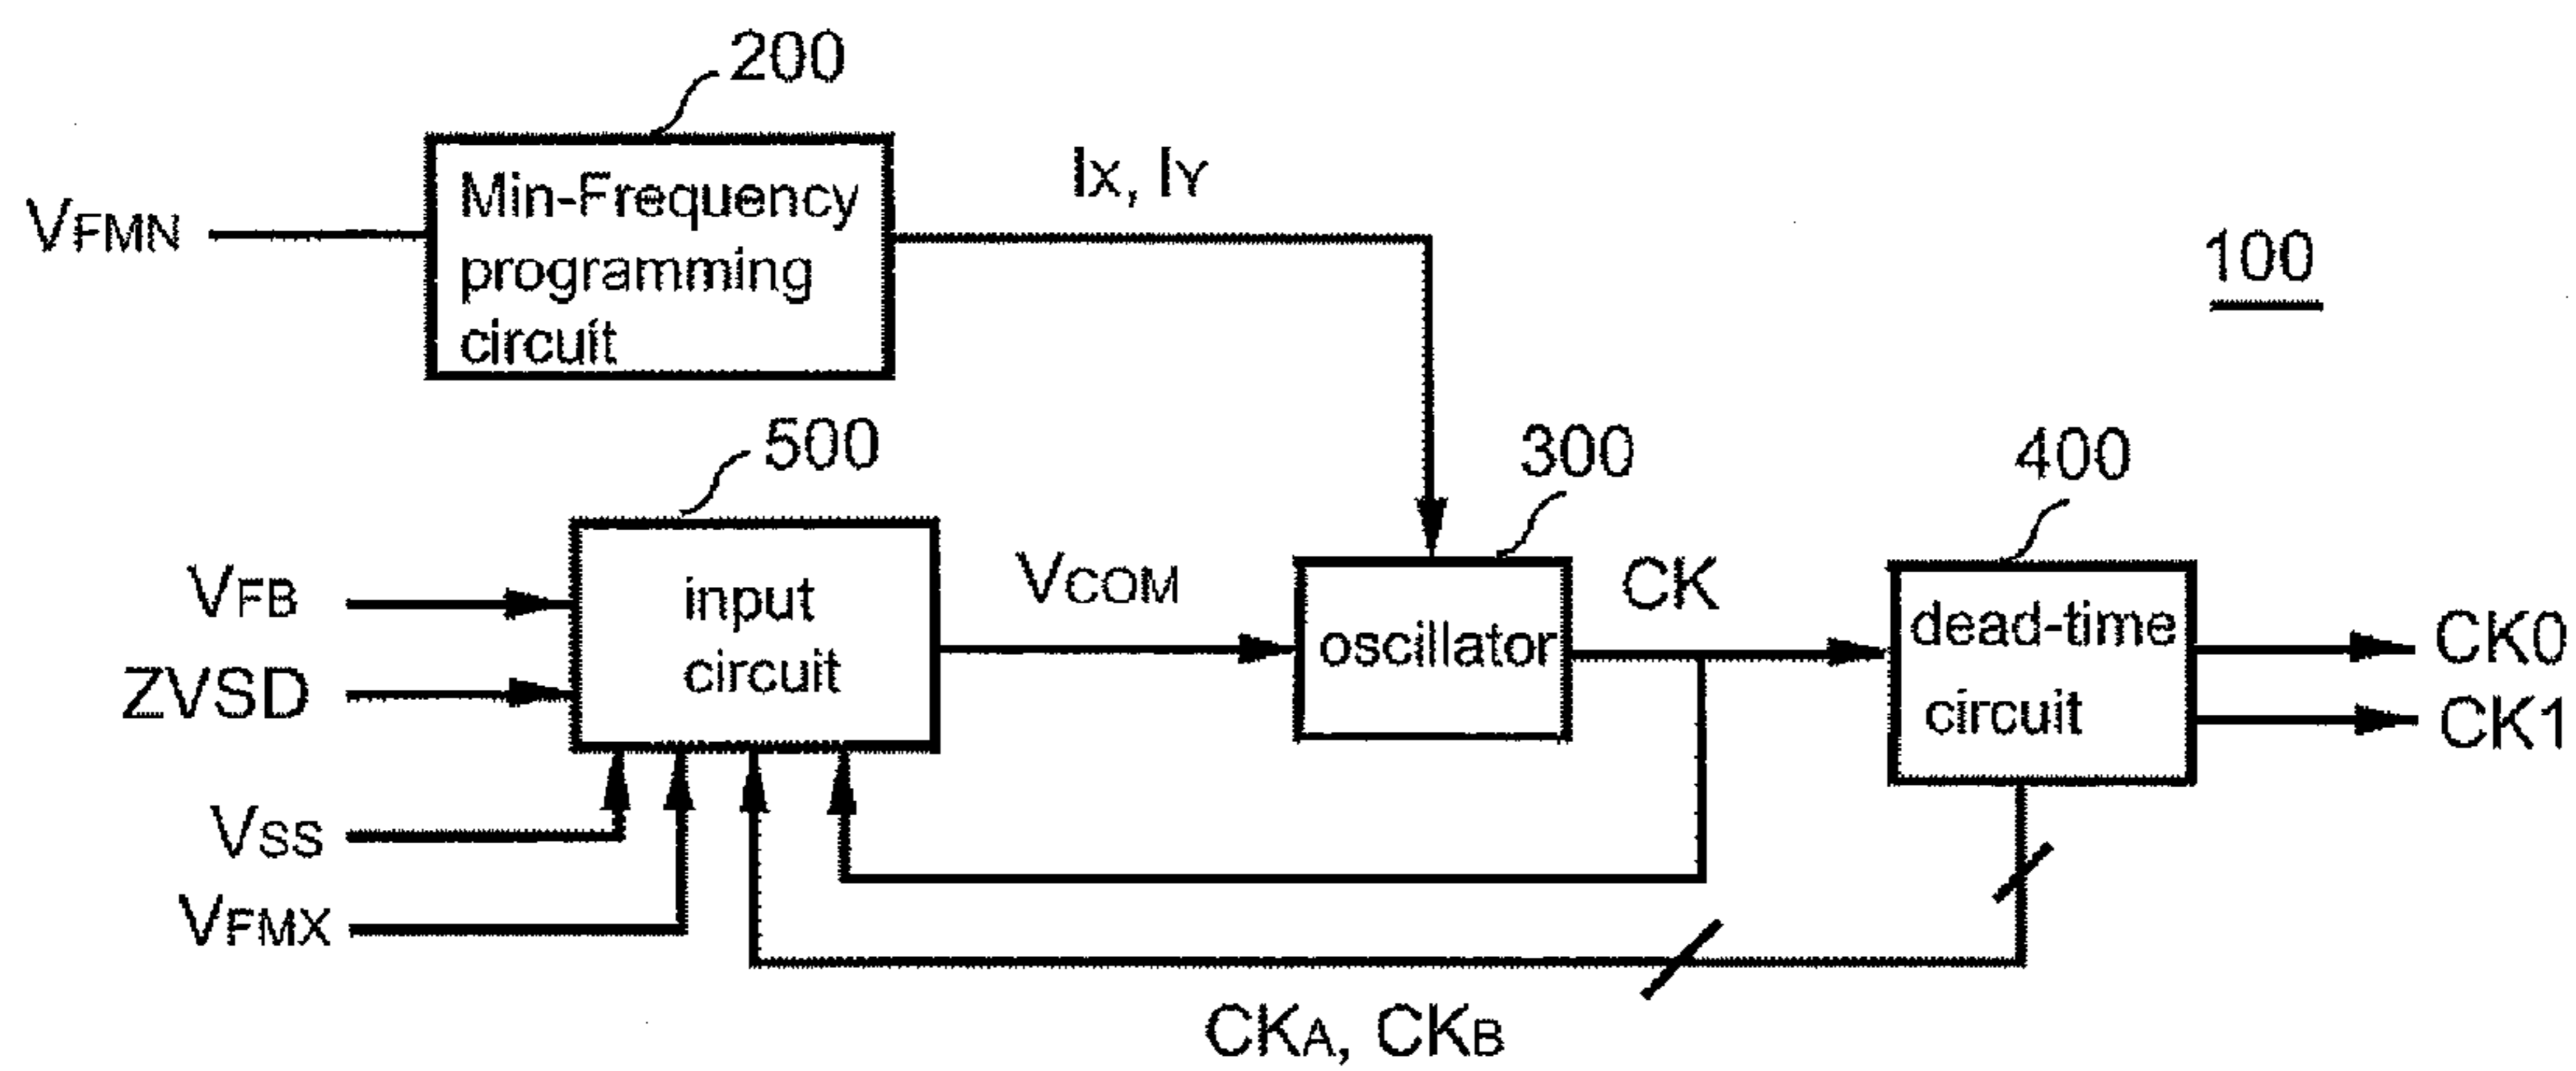 200
Min-Frequency
programming
circuit
VFMN
IX, IY
100
500
300
400
VFB
ZVSD
input
circuit
VCOM
oscillator
CK
dead-time
circuit
CK0
CK1
VSS
VFMX
CKA, CKB